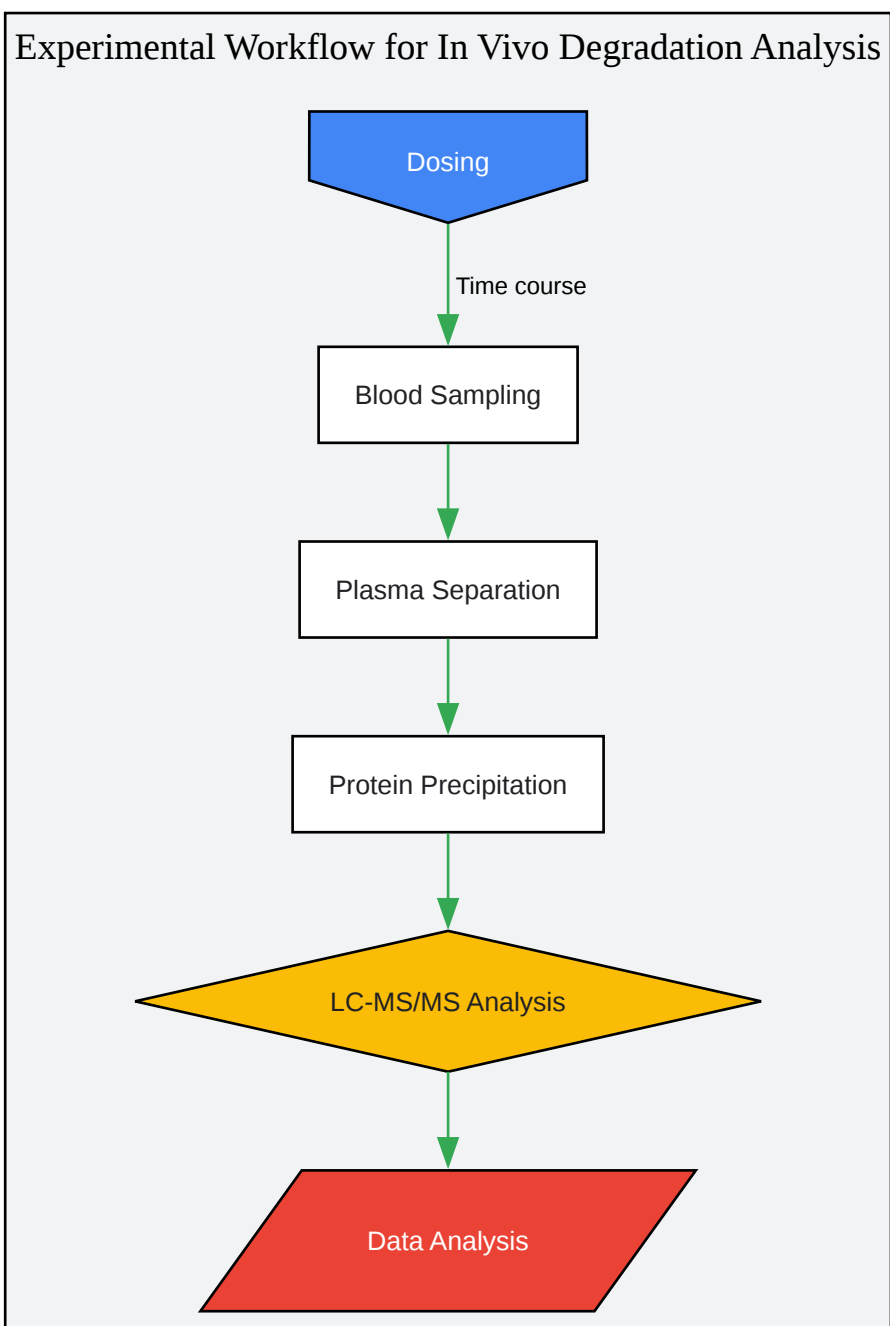 Experimental Workflow for In Vivo Degradation Analysis
Dosing
Time course
Blood Sampling
Plasma Separation
Protein Precipitation
LC-MS/MS Analysis
Data Analysis